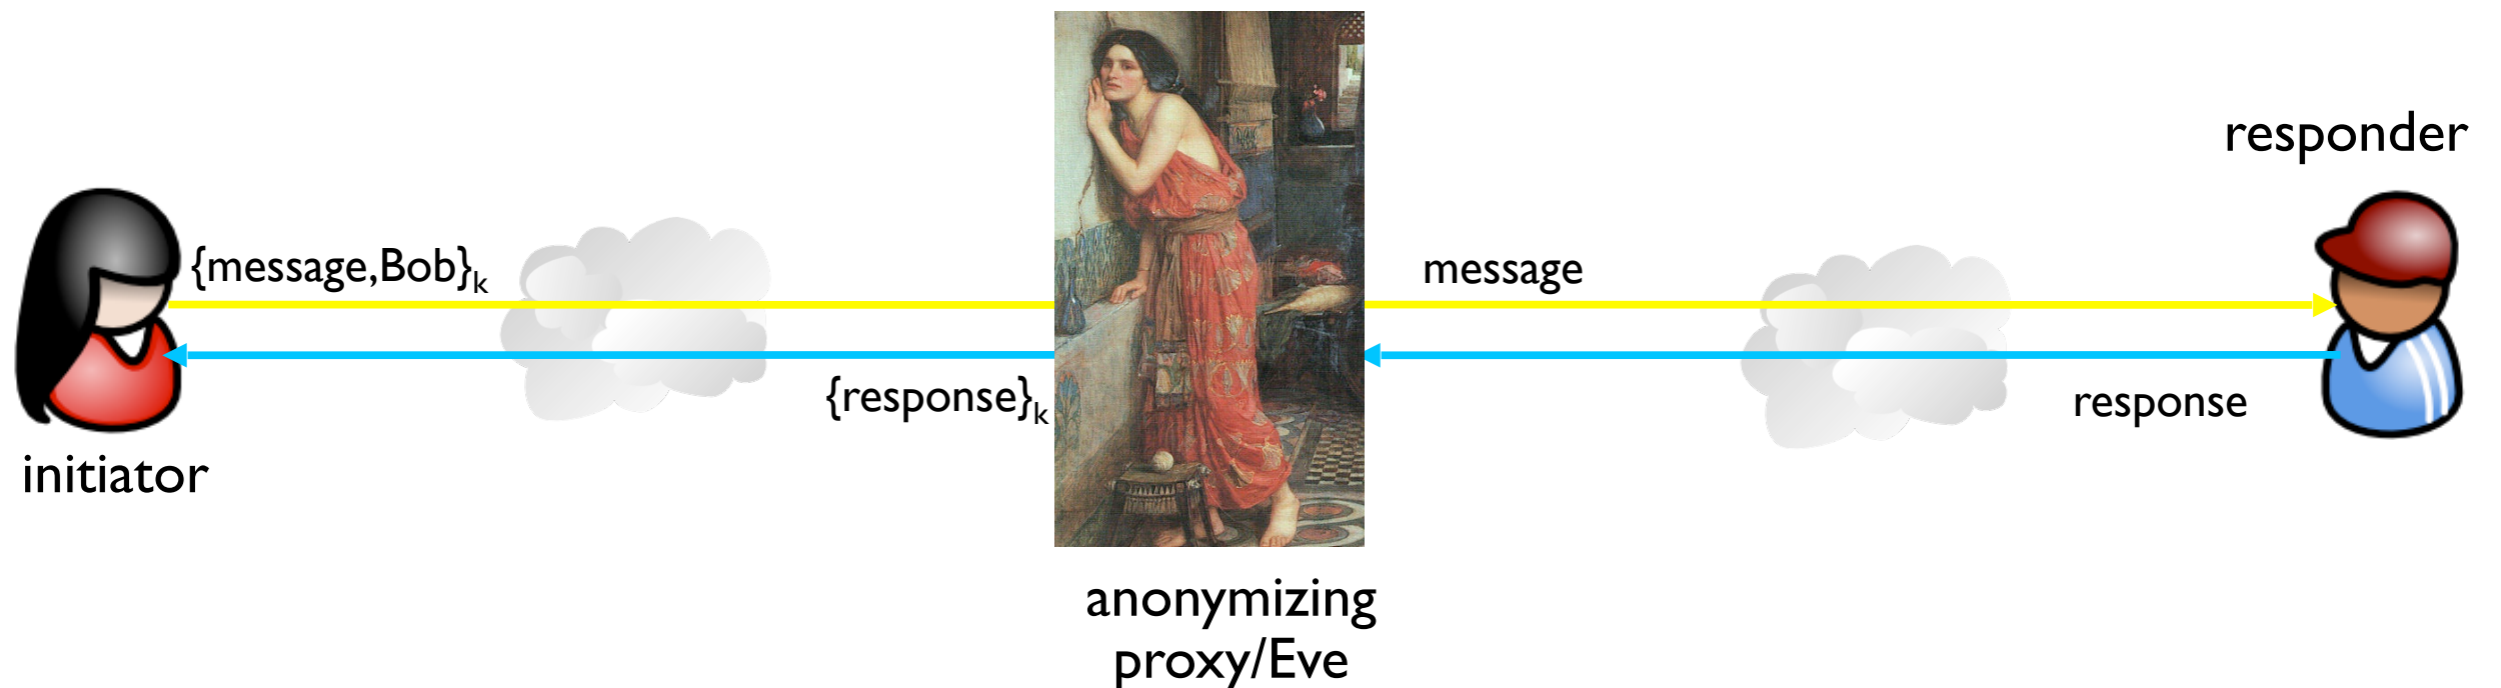 responder
{message,Bob}k
message
{response}k
response
initiator
anonymizing
proxy/Eve